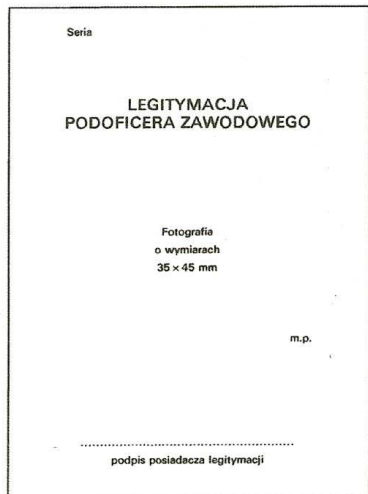 Seria
LEGITYMACJA
PODOFICERA ZAWODOWEGO
Fotografia
o wymiarach
35 × 45 mm
m.p.
................................................
podpis posiadacza legitymacji